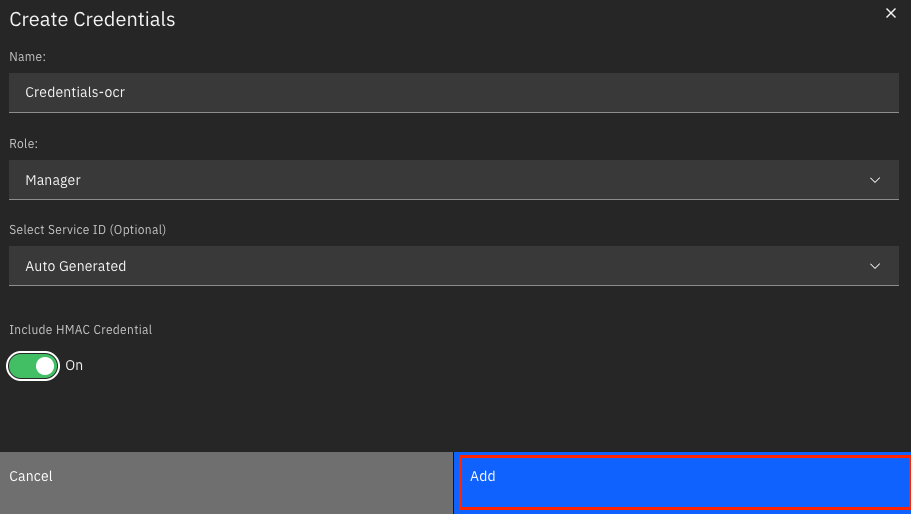 Create Credentials
Name:
Credentials-ocr
Role:
Manager
Select Service ID (Optional)
Auto Generated
Include HMAC Credential
On
Cancel
Add